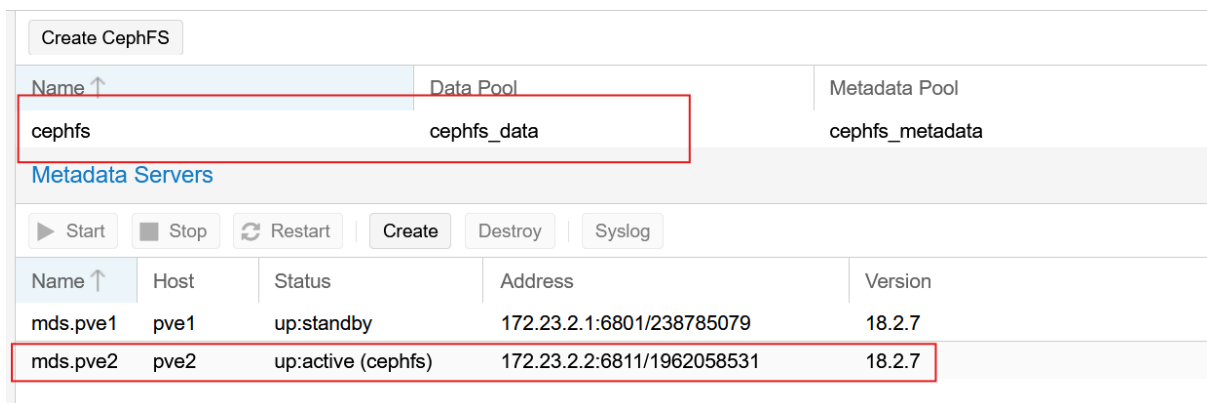 Create CephFS
Name Data Pool Metadata Pool
cephfs cephfs_data cephfs_metadata
Metadata Servers
Start Stop Restart Create Destroy Syslog
Name Host Status Address Version
mds.pve1 pve1 up:standby 172.23.2.1:6801/238785079 18.2.7
mds.pve2 pve2 up:active (cephfs) 172.23.2.2:6811/1962058531 18.2.7